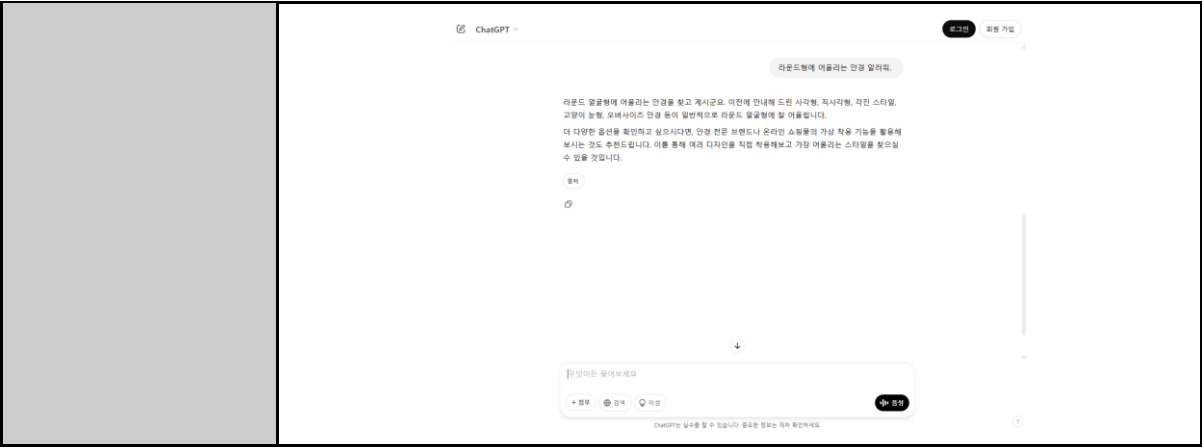 ChatGPT
로그인
회원 가입
라운드형에 어울리는 안경 알려줘.
라운드 얼굴형에 어울리는 안경을 찾고 계시군요. 이전에 안내해 드린 사각형, 직사각형, 각진 스타일,
고양이 눈형, 오버사이즈 안경 등이 일반적으로 라운드 얼굴형에 잘 어울립니다.
더 다양한 옵션을 확인하고 싶으시다면, 안경 전문 브랜드나 온라인 쇼핑몰의 가상 착용 기능을 활용해
보시는 것도 추천드립니다. 이를 통해 여러 디자인을 직접 착용해보고 가장 어울리는 스타일을 찾으실
수 있을 것입니다.
출처
무엇이든 물어보세요
+ 첨부
검색
이성
음성
ChatGPT는 실수를 할 수 있습니다. 중요한 정보는 재차 확인하세요.
?